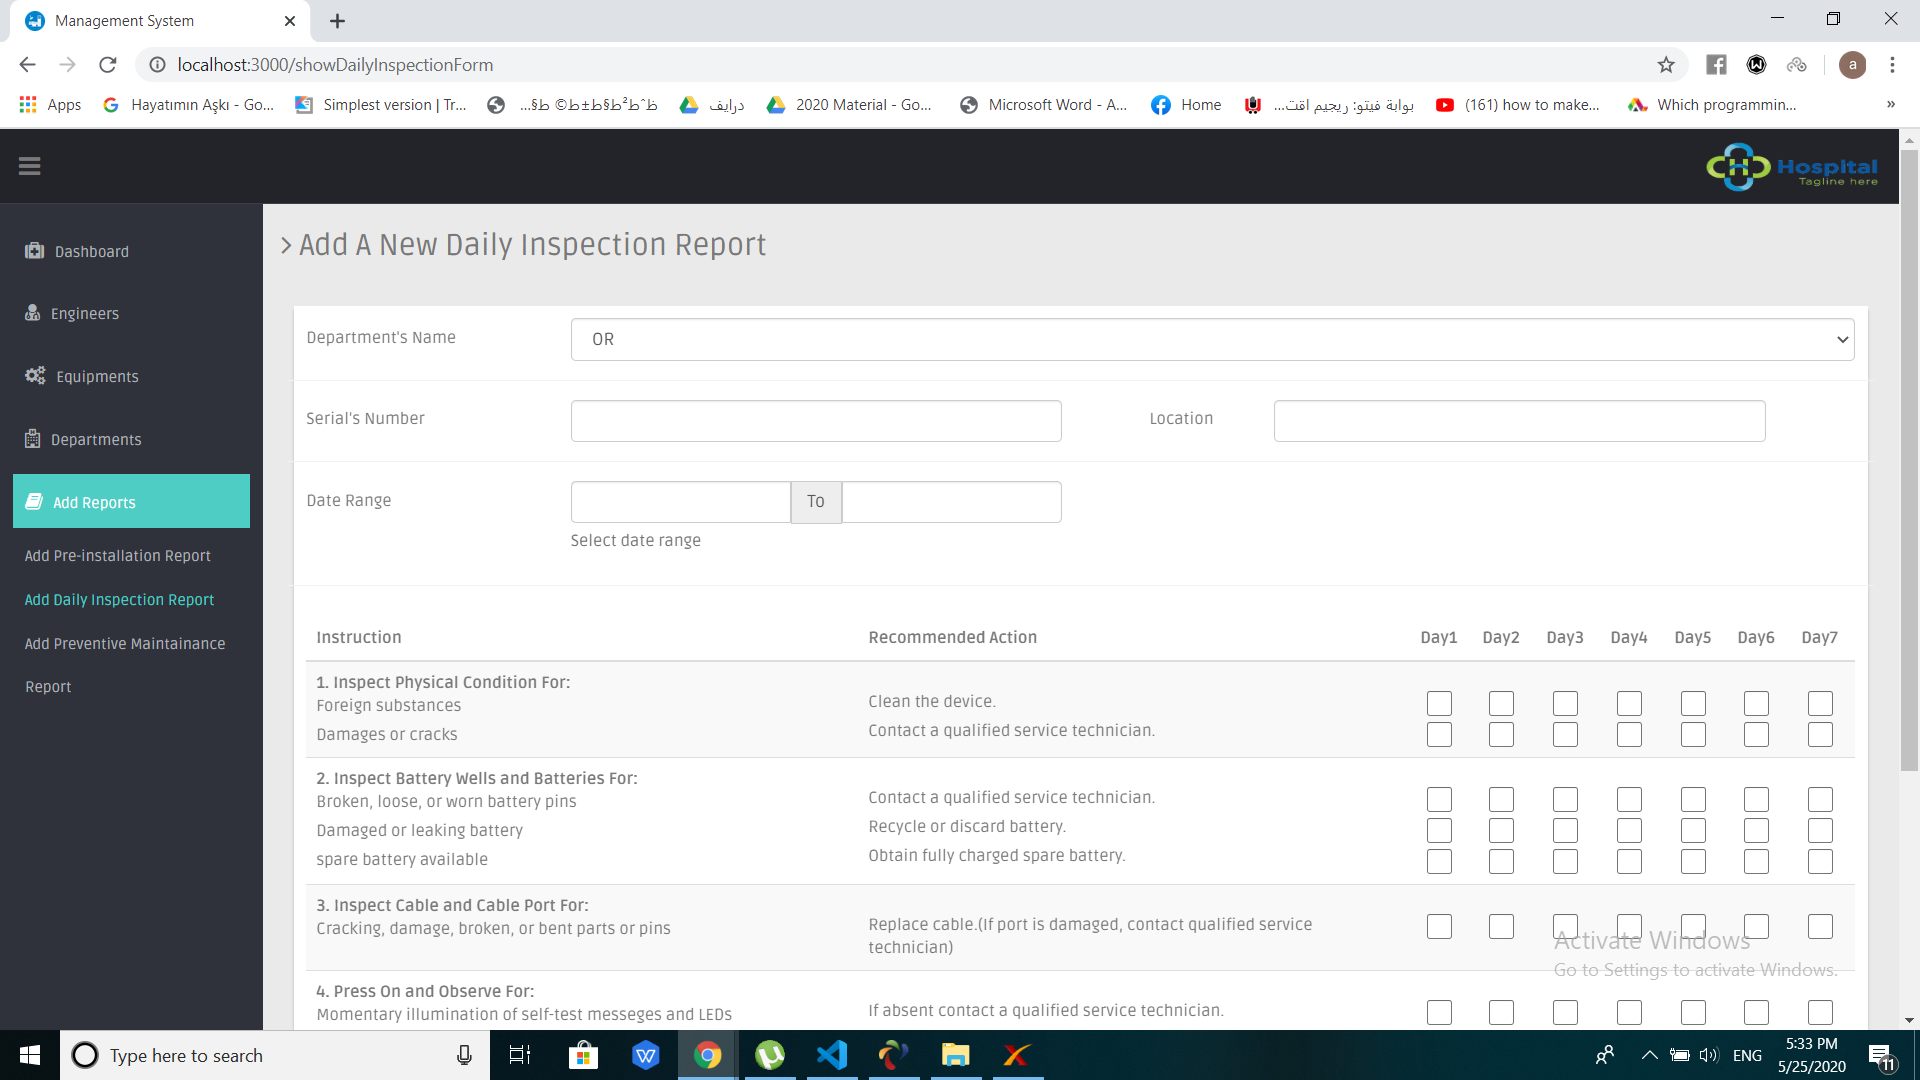 Management System
localhost:3000/showDailyInspectionForm
Apps
Hayatımın Aşkı - Go...
Simplest version | Tr...
درايف
2020 Material - Go...
Microsoft Word - A...
Home
بوابة فيتو: ريجيم اقت...
(161) how to make...
Which programmin...
»
CHD Hospital
Tagline here
Dashboard
Engineers
Equipments
Departments
Add Reports
Add Pre-installation Report
Add Daily Inspection Report
Add Preventive Maintainance
Report
> Add A New Daily Inspection Report
Department's Name
OR
Serial's Number
Location
Date Range
To
Select date range
Instruction Recommended Action Day1 Day2 Day3 Day4 Day5 Day6 Day7
1. Inspect Physical Condition For:
Foreign substances
Clean the device.
Damages or cracks
Contact a qualified service technician.
2. Inspect Battery Wells and Batteries For:
Broken, loose, or worn battery pins
Contact a qualified service technician.
Damaged or leaking battery
Recycle or discard battery.
spare battery available
Obtain fully charged spare battery.
3. Inspect Cable and Cable Port For:
Cracking, damage, broken, or bent parts or pins
Replace cable.(If port is damaged, contact qualified service
technician)
4. Press On and Observe For:
Momentary illumination of self-test messeges and LEDs
If absent contact a qualified service technician.
Activate Windows
Go to Settings to activate Windows.
Type here to search
ENG
5:33 PM
5/25/2020
11
a